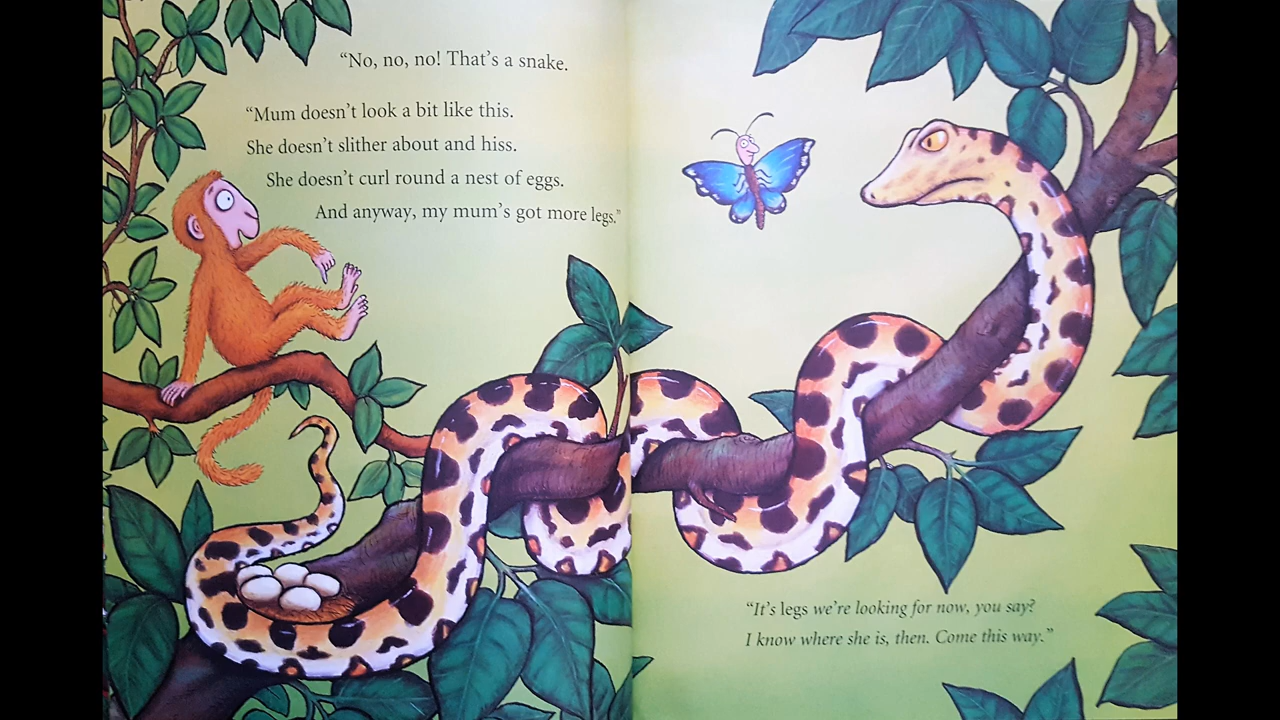 “No, no, no! That’s a snake.
“Mum doesn’t look a bit like this.
She doesn’t slither about and hiss.
She doesn’t curl round a nest of eggs.
And anyway, my mum’s got more legs.”
“It’s legs we’re looking for now, you say?
I know where she is, then. Come this way.”